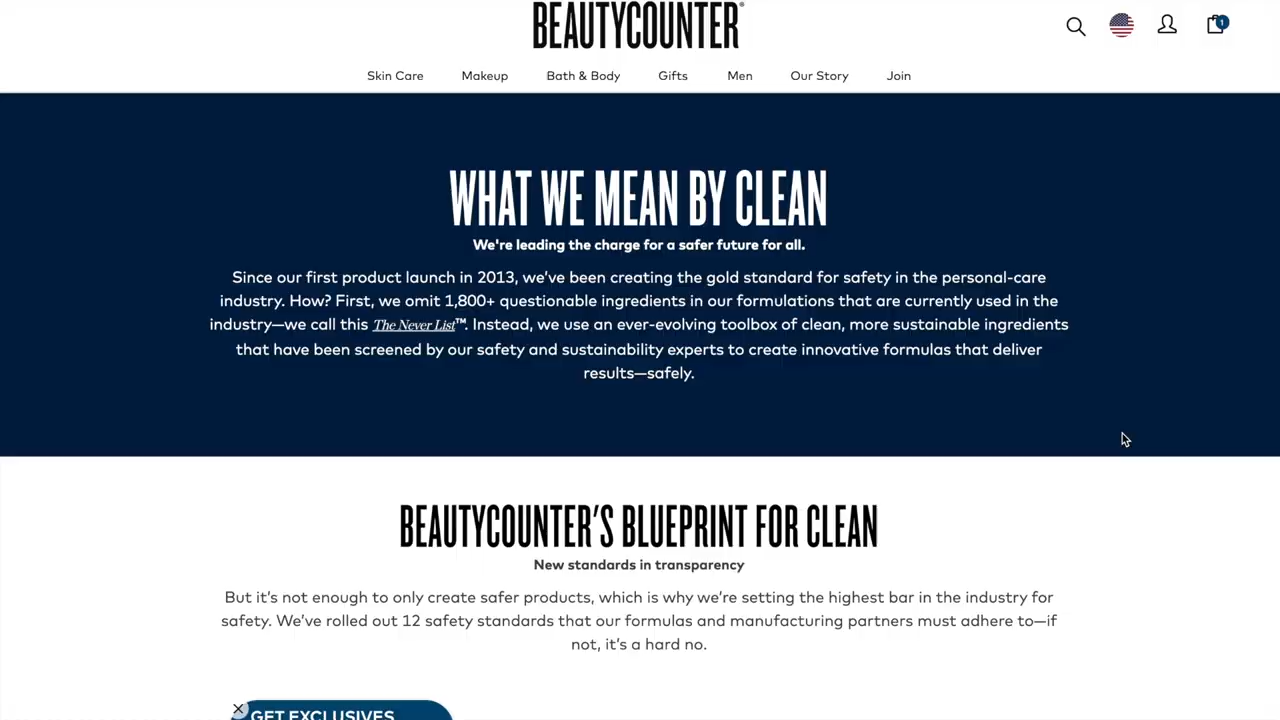 BEAUTYCOUNTER®
1
Skin Care Makeup Bath & Body Gifts Men Our Story Join
WHAT WE MEAN BY CLEAN
We're leading the charge for a safer future for all.
Since our first product launch in 2013, we've been creating the gold standard for safety in the personal-care
industry. How? First, we omit 1,800+ questionable ingredients in our formulations that are currently used in the
industry—we call this The Never List™. Instead, we use an ever-evolving toolbox of clean, more sustainable ingredients
that have been screened by our safety and sustainability experts to create innovative formulas that deliver
results—safely.
BEAUTYCOUNTER'S BLUEPRINT FOR CLEAN
New standards in transparency
But it's not enough to only create safer products, which is why we're setting the highest bar in the industry for
safety. We've rolled out 12 safety standards that our formulas and manufacturing partners must adhere to—if
not, it's a hard no.
GET EXCLUSIVES